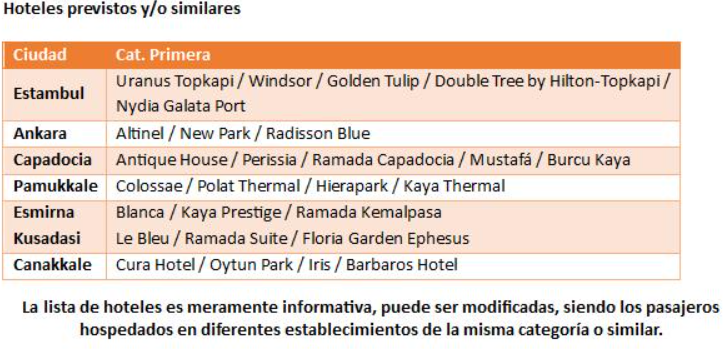 Hoteles previstos y/o similares
Ciudad Cat. Primera
Estambul Uranus Topkapi / Windsor / Golden Tulip / Double Tree by Hilton-Topkapi /
Nydia Galata Port
Ankara Altinel / New Park / Radisson Blue
Capadocia Antique House / Perissia / Ramada Capadocia / Mustafá / Burcu Kaya
Pamukkale Colossae / Polat Thermal / Hierapark / Kaya Thermal
Esmirna Blanca / Kaya Prestige / Ramada Kemalpasa
Kusadasi Le Bleu / Ramada Suite / Floria Garden Ephesus
Canakkale Cura Hotel / Oytun Park / Iris / Barbaros Hotel
La lista de hoteles es meramente informativa, puede ser modificadas, siendo los pasajeros
hospedados en diferentes establecimientos de la misma categoría o similar.